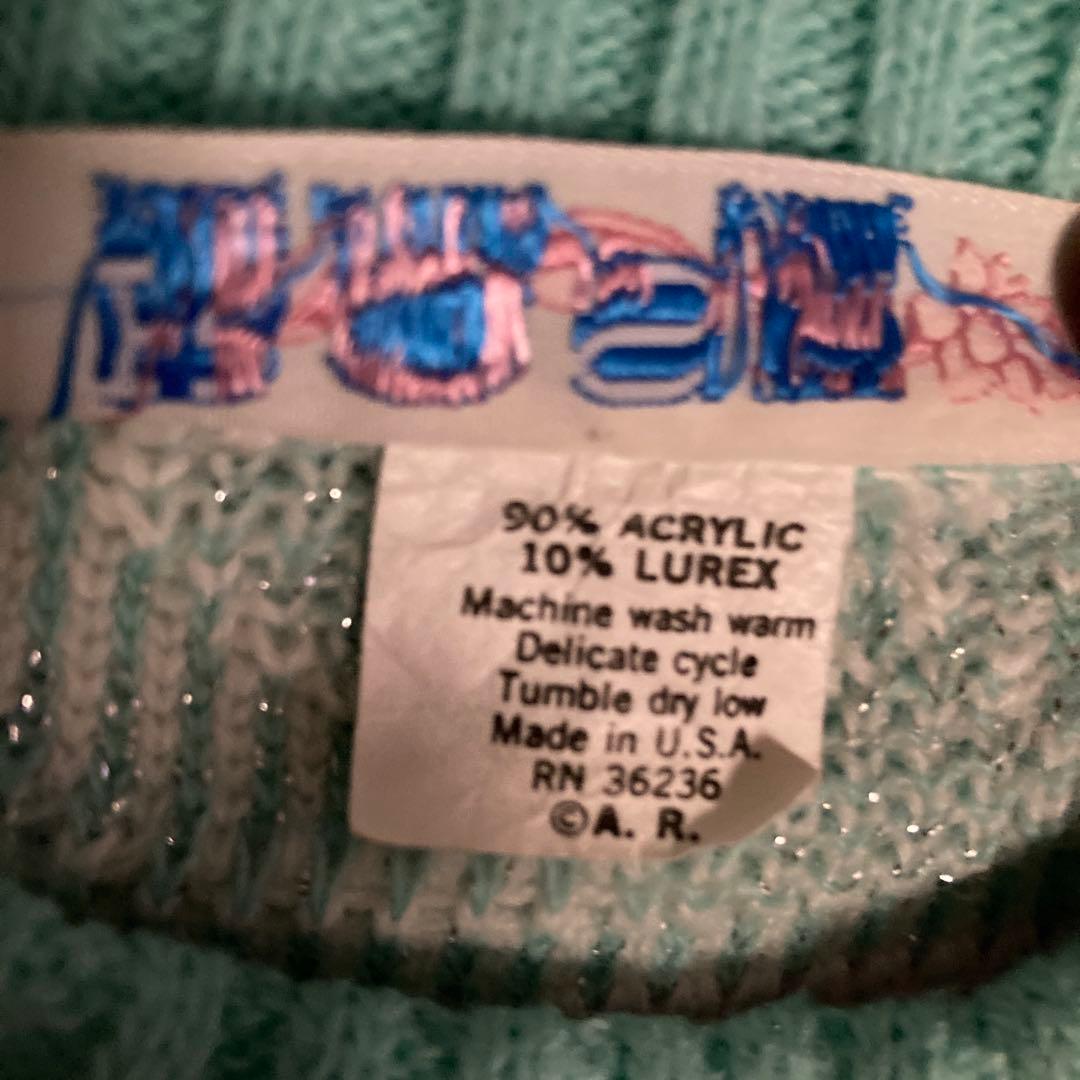 90% ACRYLIC
10% LUREX
Machine wash warm
Delicate cycle
Tumble dry low
Made in U.S.A.
RN 36236
©A. R.